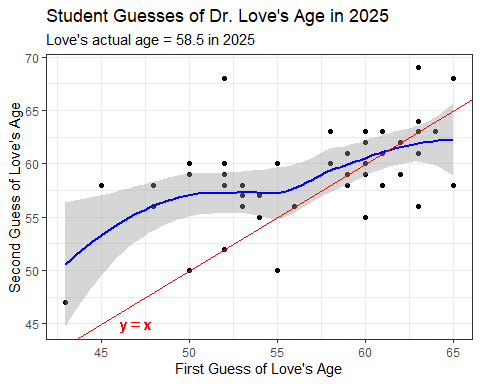 Student Guesses of Dr. Love's Age in 2025
Love's actual age = 58.5 in 2025
Second Guess of Love's Age
70
65
60
55
50
45
y = x
45
50
55
60
65
First Guess of Love's Age